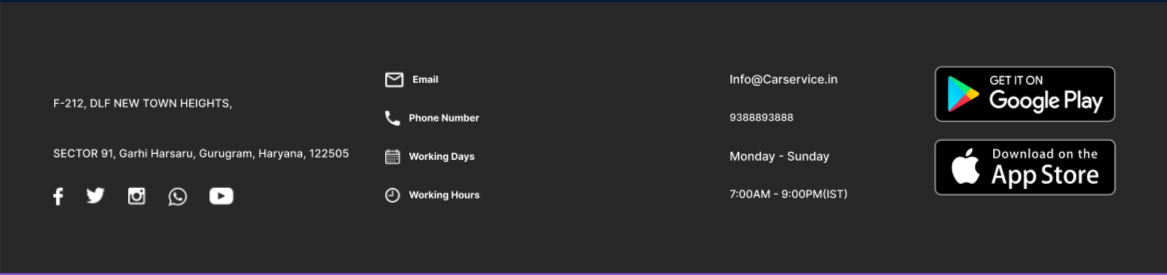 F-212, DLF NEW TOWN HEIGHTS,
SECTOR 91, Garhi Harsaru, Gurugram, Haryana, 122505
Email Info@Carservice.in
Phone Number 9388893888
Working Days Monday - Sunday
Working Hours 7:00AM - 9:00PM(IST)
GET IT ON
Google Play
Download on the
App Store